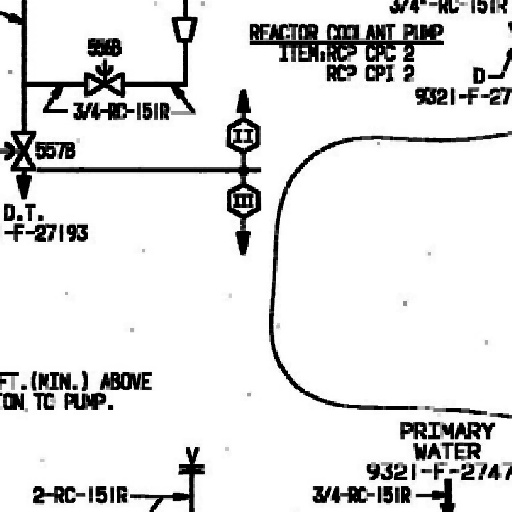 3/4"-RC-151R
REACTOR COOLANT PUMP
ITEM:RCP CPC 2
RCP CPI 2
D
9321-F-27
556B
3/4-RC-151R
II
557B
III
D.T.
-F-27193
FT.(MIN.) ABOVE
ON TO PUMP.
PRIMARY
WATER
9321-F-2747
V
2-RC-151R
3/4-RC-151R